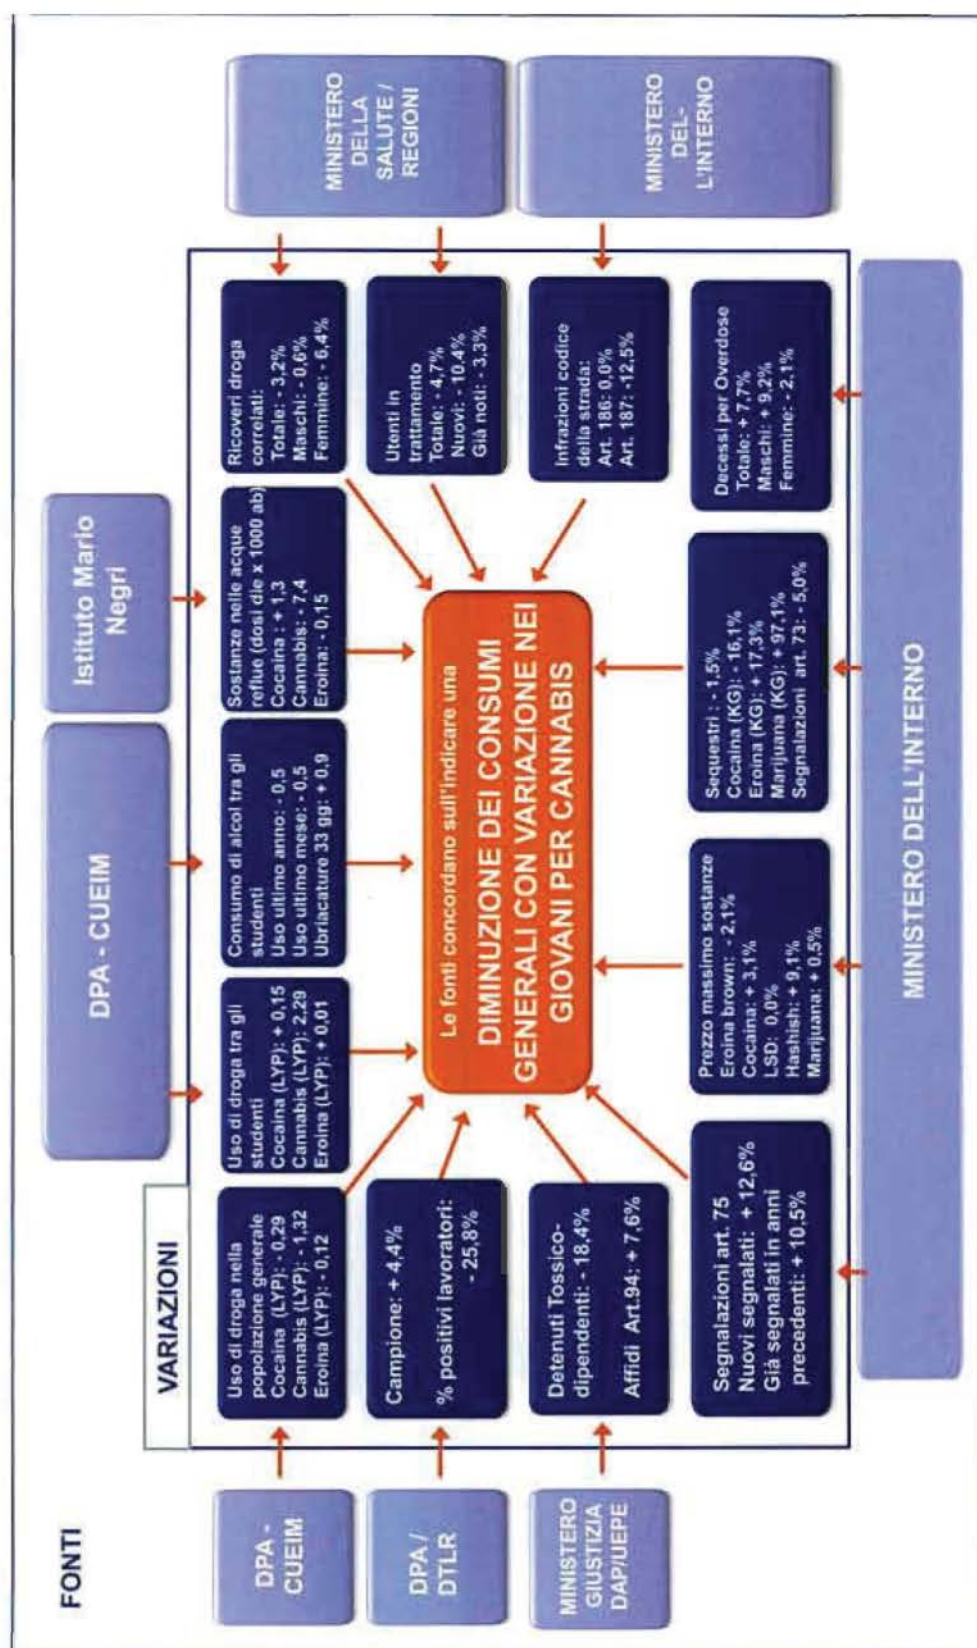 FONTI
VARIAZIONI
DPA - CUEIM
Istituto Mario
Negri
DPA -
CUEIM
DPA /
DTLR
MINISTERO
GIUSTIZIA
DAP/UEPE
Uso di droga nella
popolazione generale
Cocaina (LYP): - 0,29
Cannabis (LYP): - 1,32
Eroina (LYP): - 0,12
Uso di droga tra gli
studenti
Cocaina (LYP): + 0,15
Cannabis (LYP): 2,29
Eroina (LYP): + 0,01
Consumo di alcol tra gli
studenti
Uso ultimo anno: - 0,5
Uso ultimo mese: - 0,5
Ubriacature 33 gg: + 0,9
Sostanze nelle acque
reflue (dosi die x 1000 ab)
Cocaina : + 1,3
Cannabis: - 7,4
Eroina: - 0,15
Ricoveri droga
correlati:
Totale: - 3,2%
Maschi: - 0,6%
Femmine: - 6,4%
MINISTERO
DELLA
SALUTE /
REGIONI
Campione: + 4,4%
% positivi lavoratori:
- 25,8%
Utenti in
trattamento
Totale: - 4,7%
Nuovi: - 10,4%
Già noti: - 3,3%
Le fonti concordano sull'indicare una
DIMINUZIONE DEI CONSUMI
GENERALI CON VARIAZIONE NEI
GIOVANI PER CANNABIS
Detenuti Tossico-
dipendenti: - 18.4%
Affidi Art.94: + 7,6%
Infrazioni codice
della strada:
Art. 186: 0,0%
Art. 187: -12,5%
MINISTERO
DEL-
L'INTERNO
Segnalazioni art. 75
Nuovi segnalati: + 12,6%
Già segnalati in anni
precedenti: + 10,5%
Prezzo massimo sostanze
Eroina brown: - 2,1%
Cocaina: + 3,1%
LSD: 0,0%
Hashish: + 9,1%
Marijuana: + 0,5%
Sequestri : - 1,5%
Cocaina (KG): - 16,1%
Eroina (KG): + 17,3%
Marijuana (KG): + 97,1%
Segnalazioni art. 73: - 5,0%
Decessi per Overdose
Totale: + 7,7%
Maschi: + 9,2%
Femmine: - 2,1%
MINISTERO DELL'INTERNO